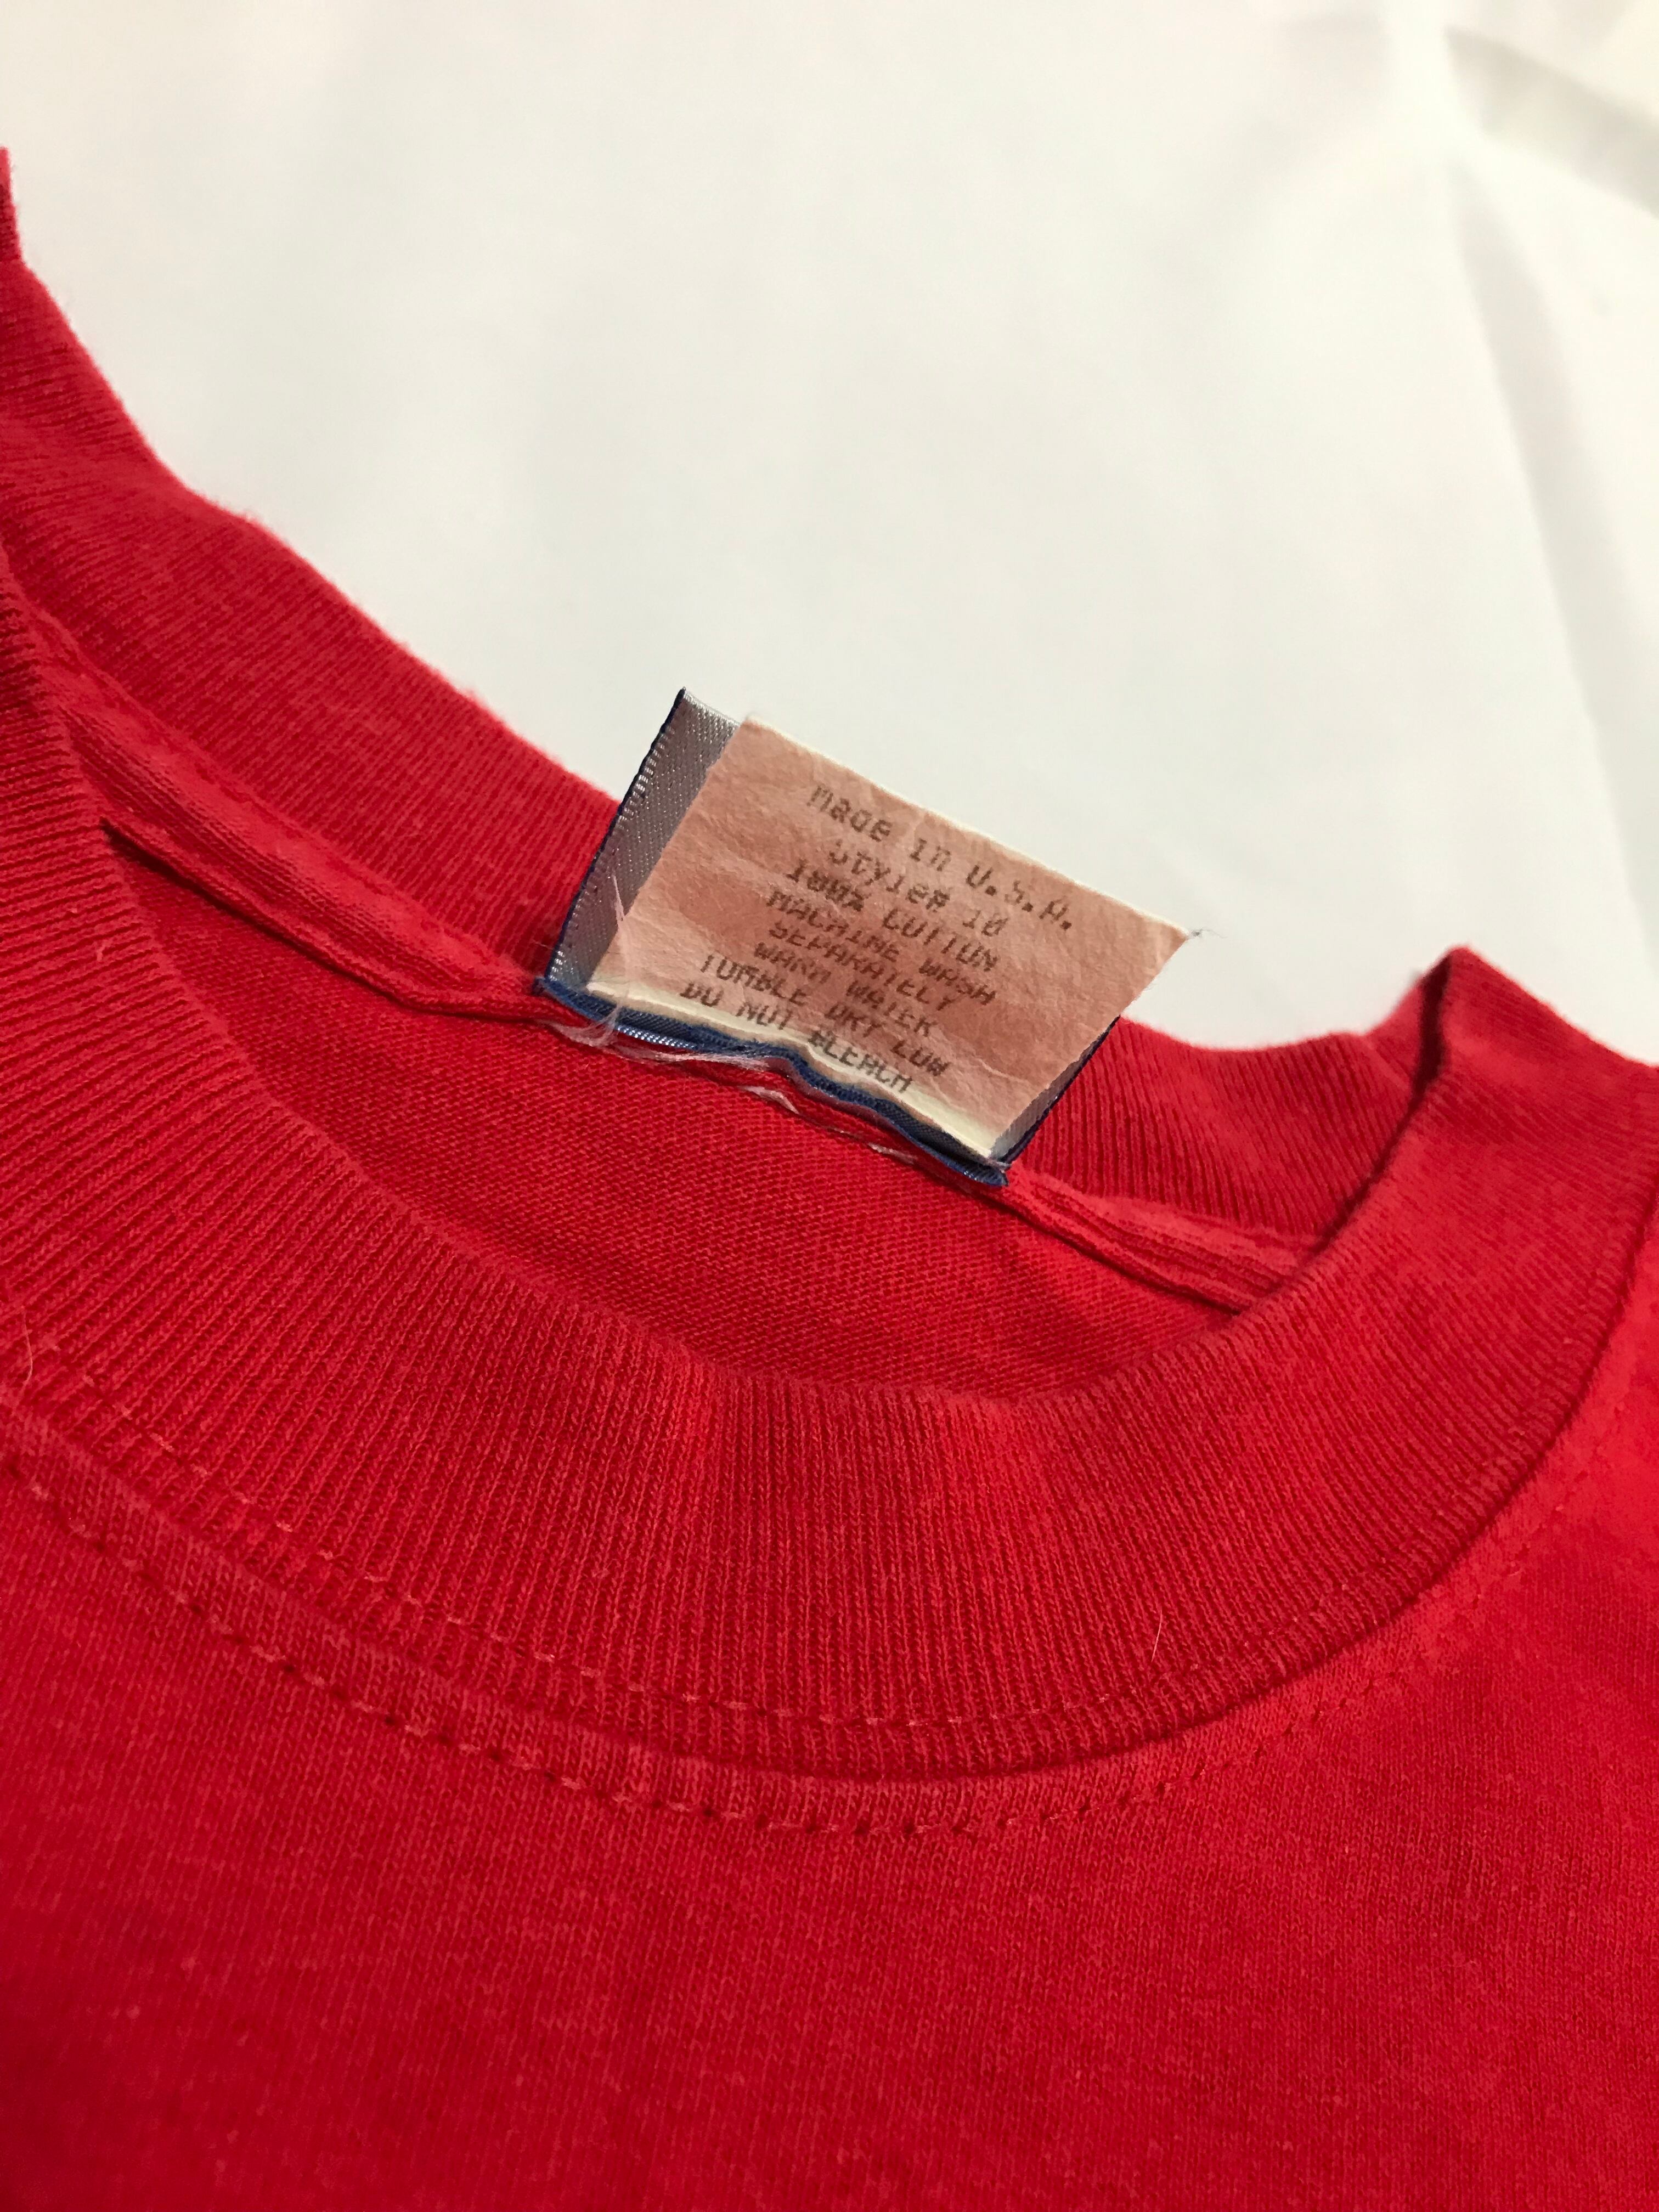 Made in U.S.A.
Style# 10
100% COTTON
MACHINE WASH
SEPARATELY
WARM WATER
TUMBLE DRY LOW
DO NOT BLEACH